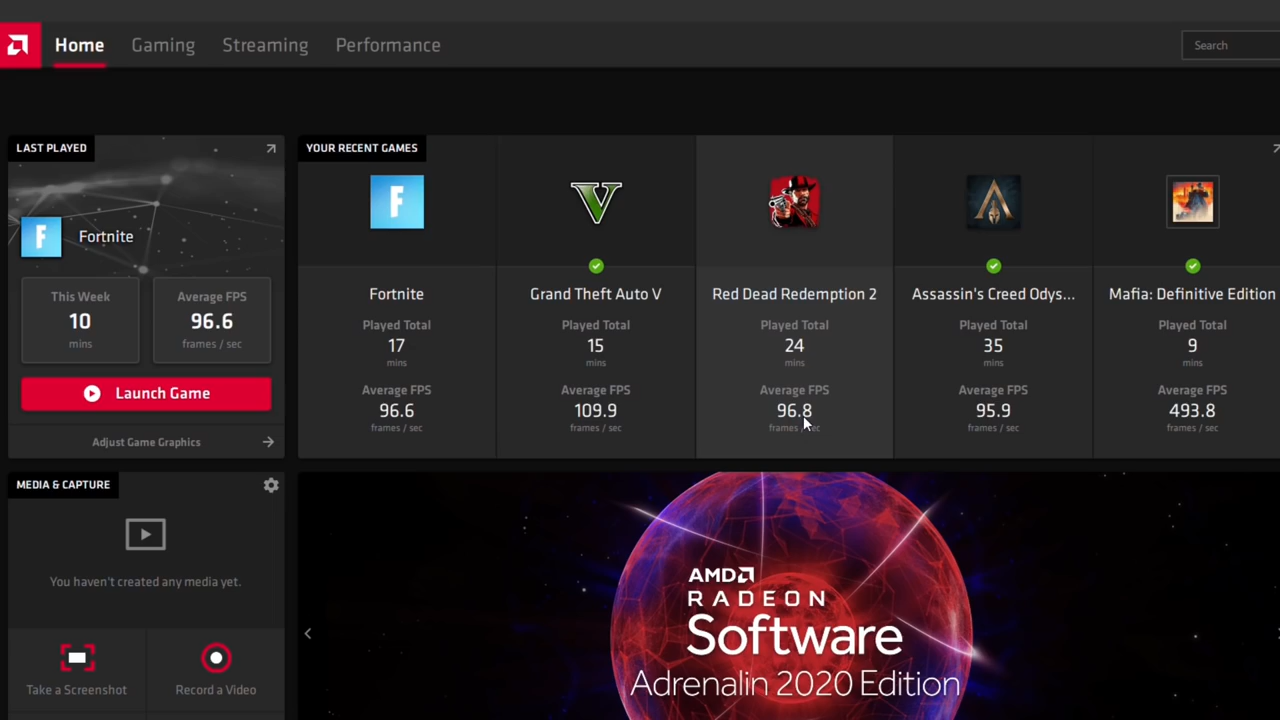 Home
Gaming
Streaming
Performance
Search
LAST PLAYED
F
Fortnite
This Week
10
mins
Average FPS
96.6
frames / sec
Launch Game
Adjust Game Graphics
YOUR RECENT GAMES
F
Fortnite
Played Total
17
mins
Average FPS
96.6
frames / sec
V
Grand Theft Auto V
Played Total
15
mins
Average FPS
109.9
frames / sec
Red Dead Redemption 2
Played Total
24
mins
Average FPS
96.8
frames / sec
Assassin's Creed Odys...
Played Total
35
mins
Average FPS
95.9
frames / sec
Mafia: Definitive Edition
Played Total
9
mins
Average FPS
493.8
frames / sec
MEDIA & CAPTURE
You haven't created any media yet.
Take a Screenshot
Record a Video
AMD
RADEON
Software
Adrenalin 2020 Edition